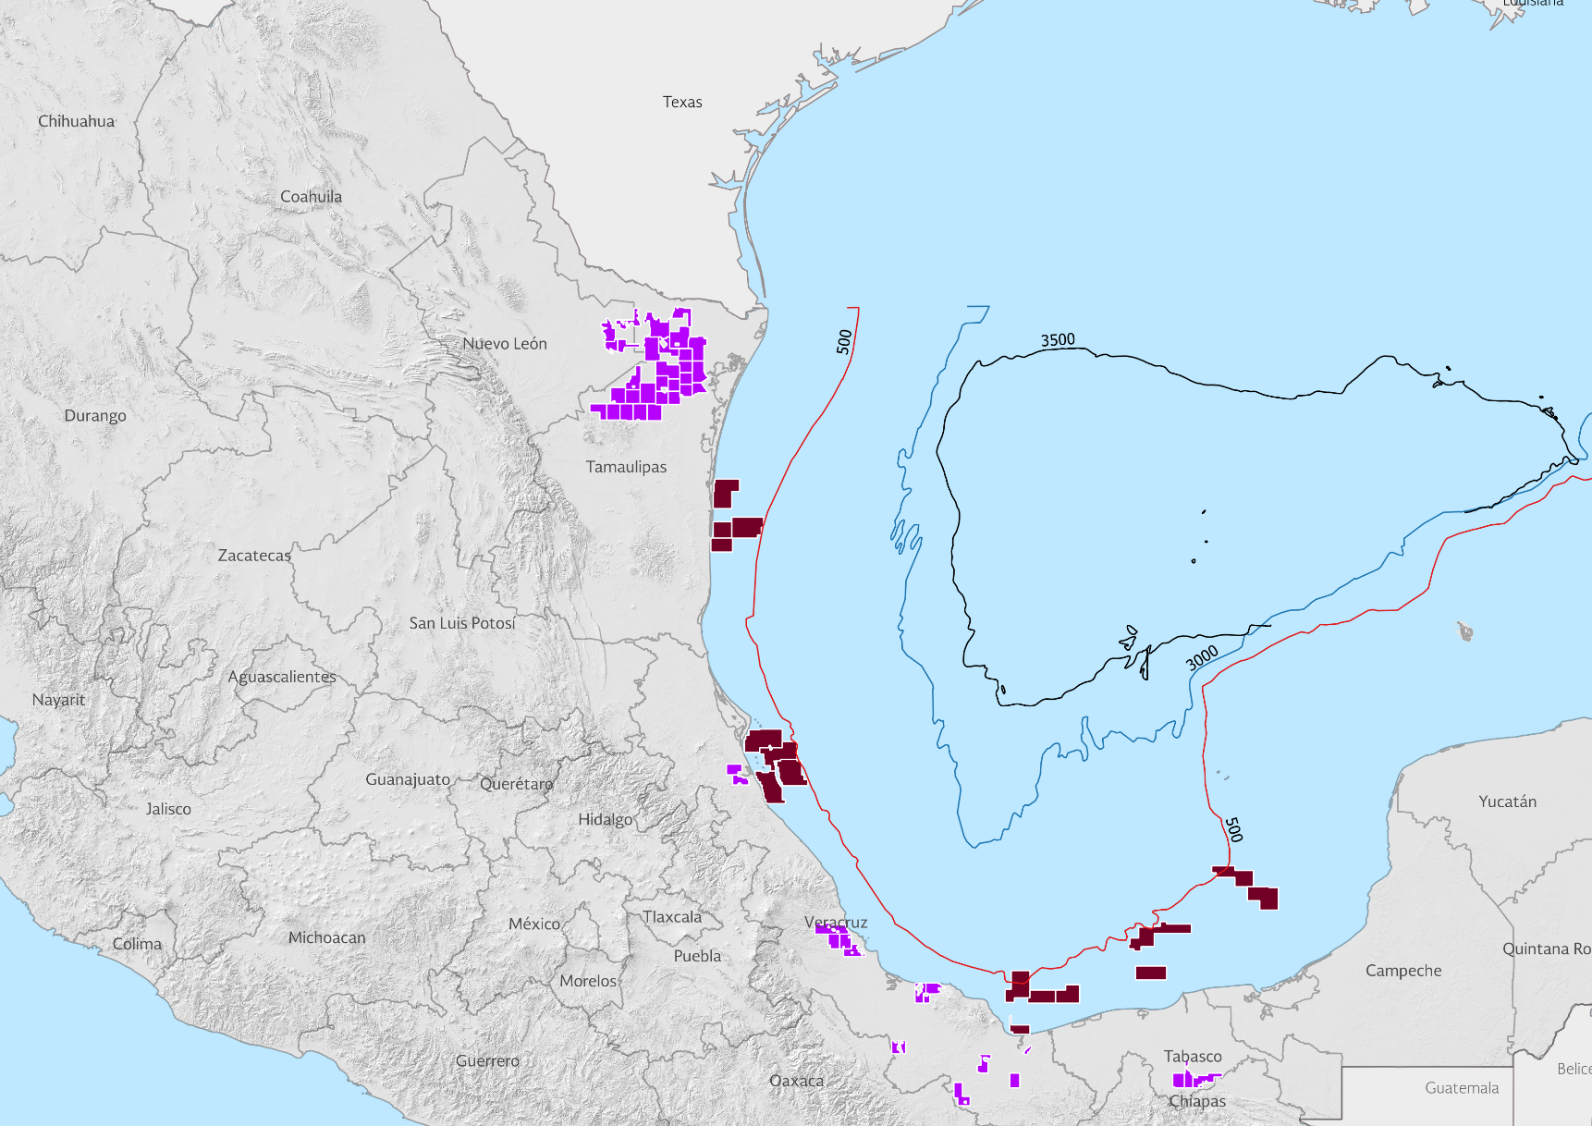 Louisiana
Texas
Chihuahua
Coahuila
Nuevo León
500
3500
Durango
Tamaulipas
Zacatecas
San Luis Potosí
3000
Aguascalientes
Nayarit
Guanajuato
Querétaro
Jalisco
Hidalgo
Yucatán
500
Veracruz
Tlaxcala
México
Michoacan
Colima
Puebla
Quintana Ro
Campeche
Morelos
Guerrero
Oaxaca
Tabasco
Belice
Guatemala
Chiapas